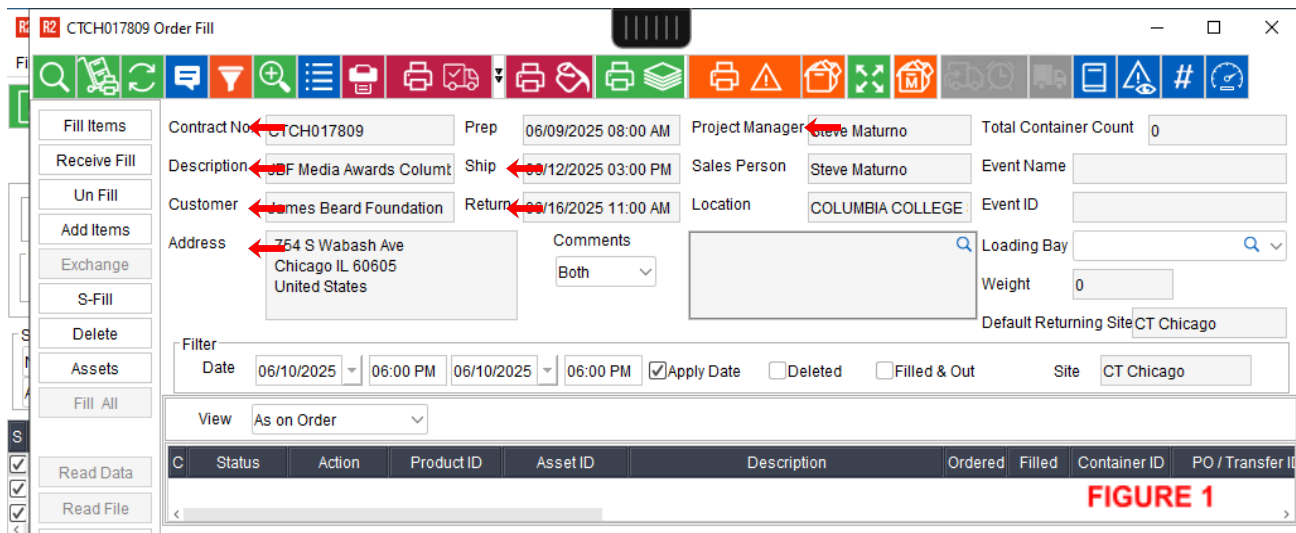 R2 CTCH017809 Order Fill
Fill Items
Receive Fill
Un Fill
Add Items
Exchange
S-Fill
Delete
Assets
Fill All
Read Data
Read File
Contract No CTCH017809 Prep 06/09/2025 08:00 AM Project Manager Steve Maturno Total Container Count 0
Description JBF Media Awards Columb Ship 06/12/2025 03:00 PM Sales Person Steve Maturno Event Name
Customer James Beard Foundation Return 06/16/2025 11:00 AM Location COLUMBIA COLLEGE Event ID
Address 754 S Wabash Ave
Chicago IL 60605
United States
Comments
Both
Loading Bay
Weight 0
Default Returning Site CT Chicago
Filter
Date 06/10/2025 06:00 PM 06/10/2025 06:00 PM Apply Date Deleted Filled & Out Site CT Chicago
View As on Order
C Status Action Product ID Asset ID Description Ordered Filled Container ID PO / Transfer ID
FIGURE 1